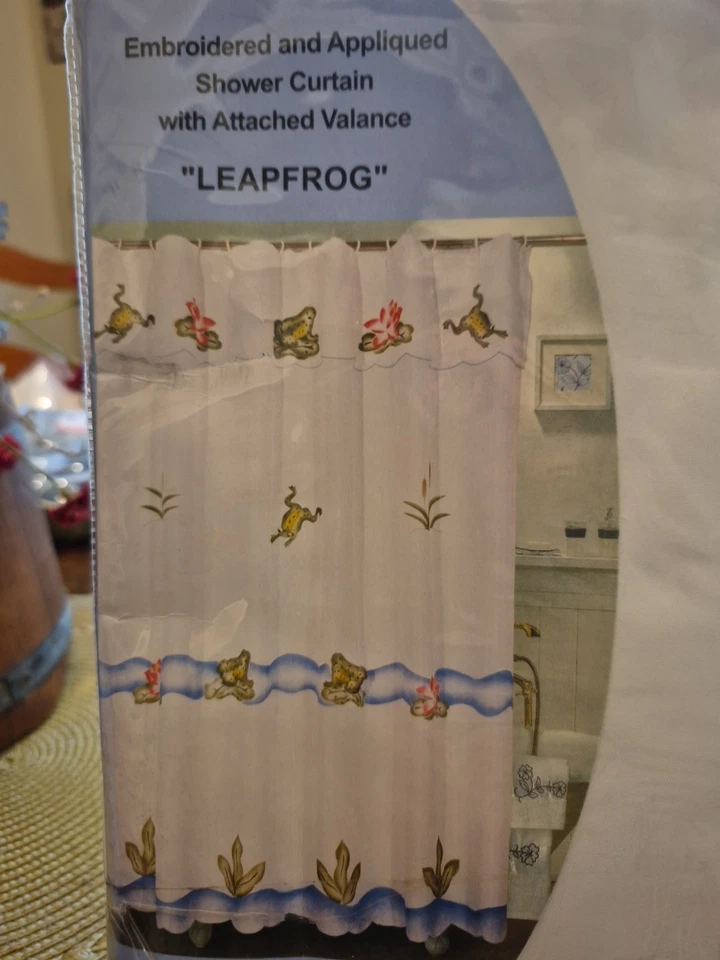 Embroidered and Appliqued
Shower Curtain
with Attached Valance
"LEAPFROG"